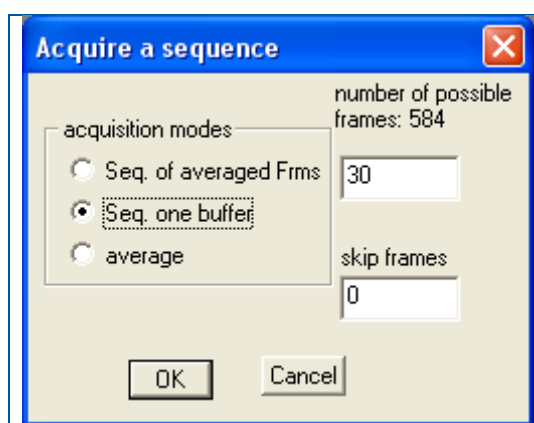 Acquire a sequence
number of possible
frames: 584
acquisition modes
Seq. of averaged Frms
30
Seq. one buffer
average
skip frames
0
OK
Cancel